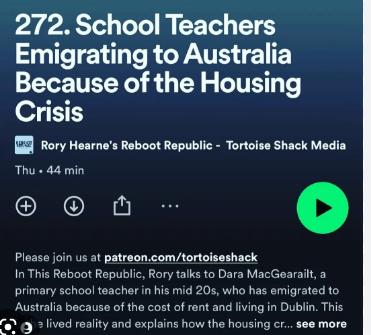 272. School Teachers
Emigrating to Australia
Because of the Housing
Crisis
Rory Hearne's Reboot Republic - Tortoise Shack Media
Thu • 44 min
Please join us at patreon.com/tortoiseshack
In This Reboot Republic, Rory talks to Dara MacGearailt, a
primary school teacher in his mid 20s, who has emigrated to
Australia because of the cost of rent and living in Dublin. This
lived reality and explains how the housing cr... see more